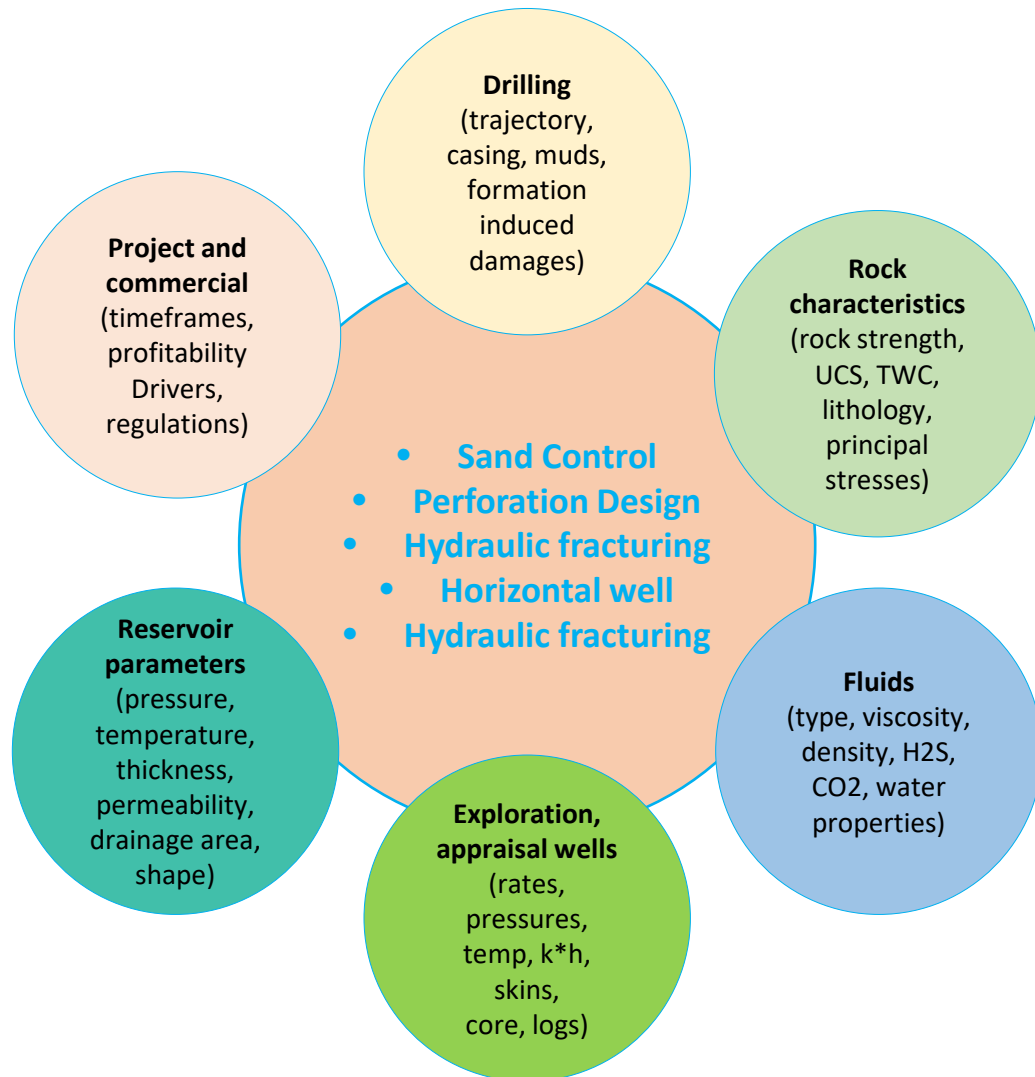 Drilling
(trajectory,
casing, muds,
formation
induced
damages)
Project and
commercial
(timeframes,
profitability
Drivers,
regulations)
Rock
characteristics
(rock strength,
UCS, TWC,
lithology,
principal
stresses)
• Sand Control
• Perforation Design
• Hydraulic fracturing
• Horizontal well
• Hydraulic fracturing
Reservoir
parameters
(pressure,
temperature,
thickness,
permeability,
drainage area,
shape)
Fluids
(type, viscosity,
density, H2S,
CO2, water
properties)
Exploration,
appraisal wells
(rates,
pressures,
temp, k*h,
skins,
core, logs)